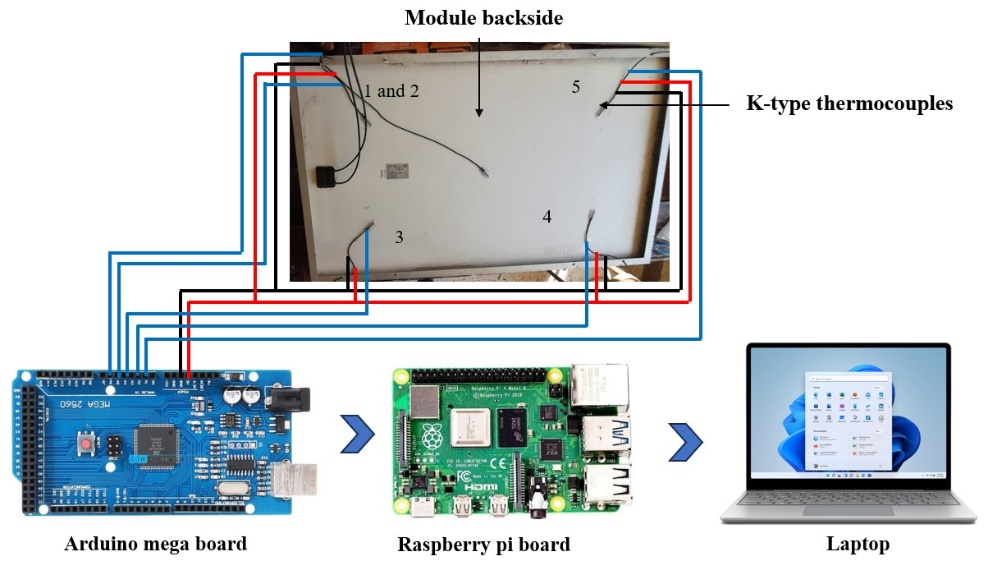 Module backside
1 and 2
5
K-type thermocouples
4
3
MEGA 2560
Raspberry Pi 4 Model B
HDMI
Arduino mega board
Raspberry pi board
Laptop